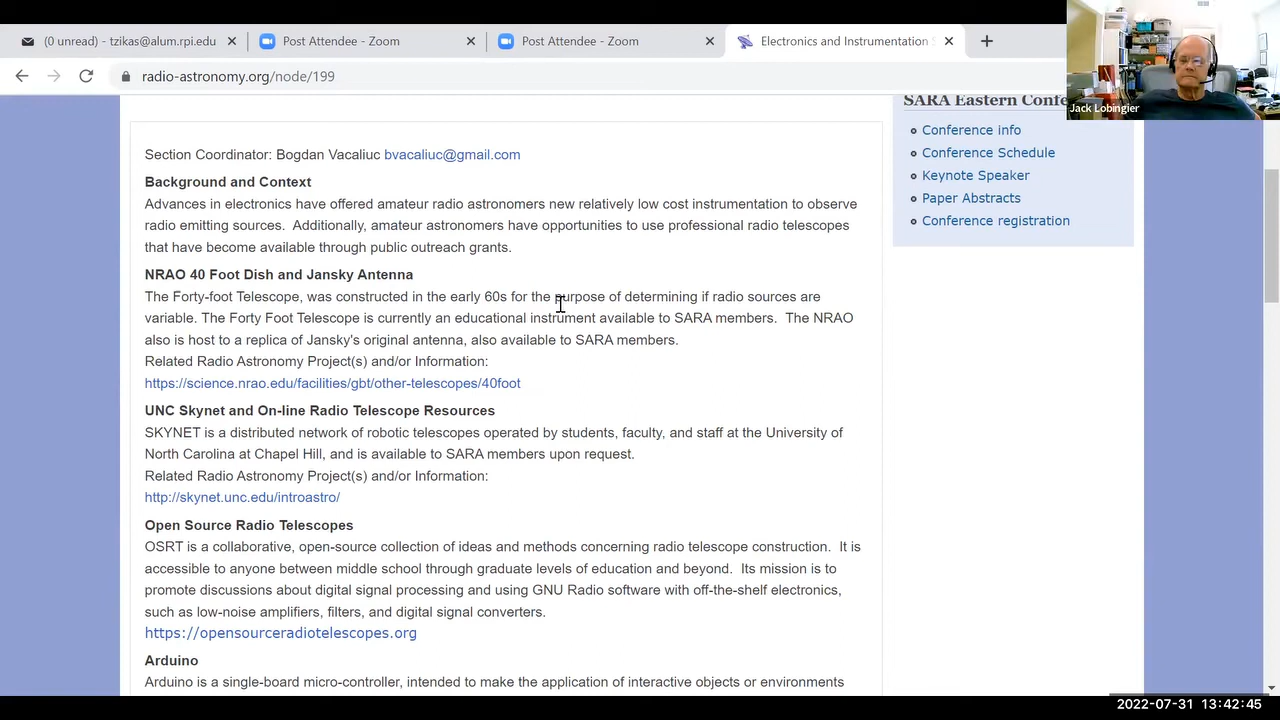 (0 unread) - tzikas@alum.rpi.edu
Post Attendee - Zoom
Post Attendee - Zoom
Electronics and Instrumentation
radio-astronomy.org/node/199
Jack Lobingier
SARA Eastern Confe
Conference info
Conference Schedule
Keynote Speaker
Paper Abstracts
Conference registration
Section Coordinator: Bogdan Vacaliuc bvacaliuc@gmail.com
Background and Context
Advances in electronics have offered amateur radio astronomers new relatively low cost instrumentation to observe
radio emitting sources.  Additionally, amateur astronomers have opportunities to use professional radio telescopes
that have become available through public outreach grants.
NRAO 40 Foot Dish and Jansky Antenna
The Forty-foot Telescope, was constructed in the early 60s for the purpose of determining if radio sources are
variable. The Forty Foot Telescope is currently an educational instrument available to SARA members.  The NRAO
also is host to a replica of Jansky's original antenna, also available to SARA members.
Related Radio Astronomy Project(s) and/or Information:
https://science.nrao.edu/facilities/gbt/other-telescopes/40foot
UNC Skynet and On-line Radio Telescope Resources
SKYNET is a distributed network of robotic telescopes operated by students, faculty, and staff at the University of
North Carolina at Chapel Hill, and is available to SARA members upon request.
Related Radio Astronomy Project(s) and/or Information:
http://skynet.unc.edu/introastro/
Open Source Radio Telescopes
OSRT is a collaborative, open-source collection of ideas and methods concerning radio telescope construction.  It is
accessible to anyone between middle school through graduate levels of education and beyond.  Its mission is to
promote discussions about digital signal processing and using GNU Radio software with off-the-shelf electronics,
such as low-noise amplifiers, filters, and digital signal converters.
https://opensourceradiotelescopes.org
Arduino
Arduino is a single-board micro-controller, intended to make the application of interactive objects or environments
2022-07-31 13:42:45